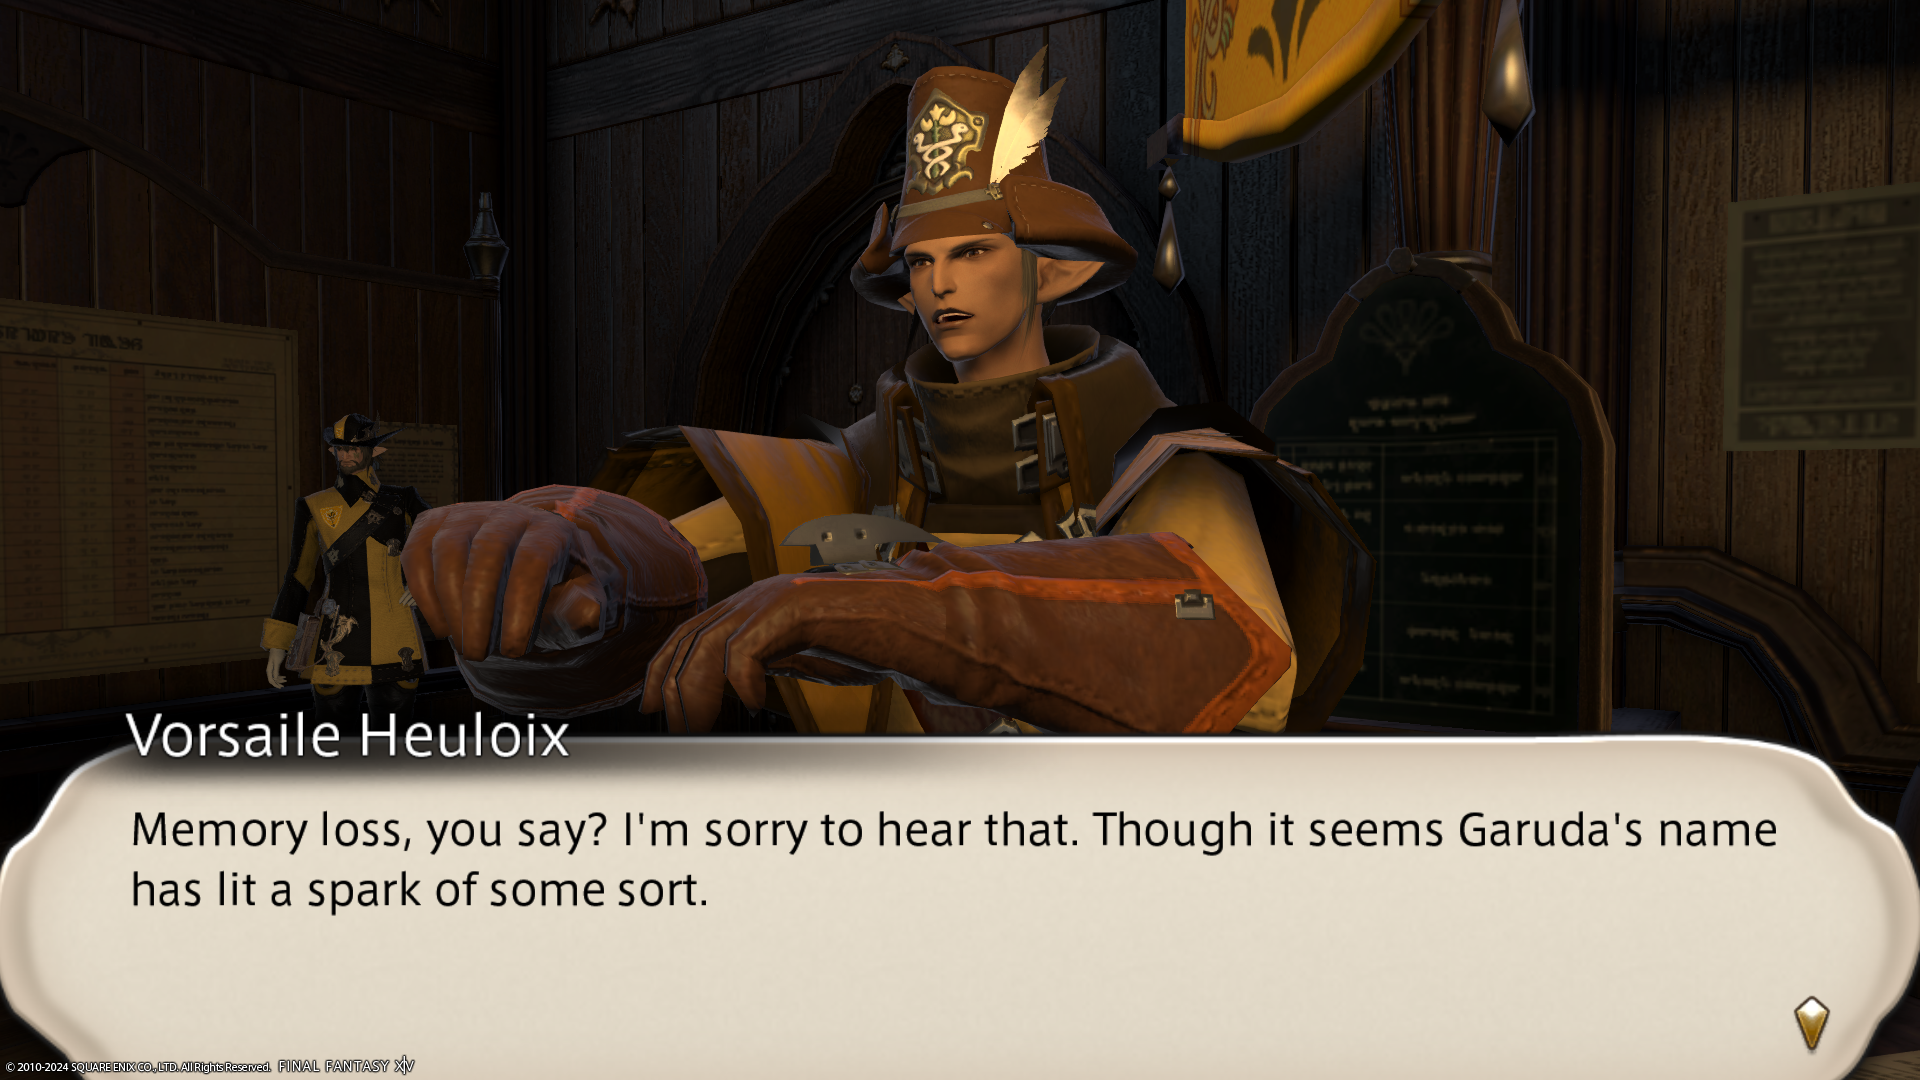 Vorsaile Heuloix
Memory loss, you say? I'm sorry to hear that. Though it seems Garuda's name
has lit a spark of some sort.
© 2010-2024 SQUARE ENIX CO., LTD. All Rights Reserved. FINAL FANTASY XIV